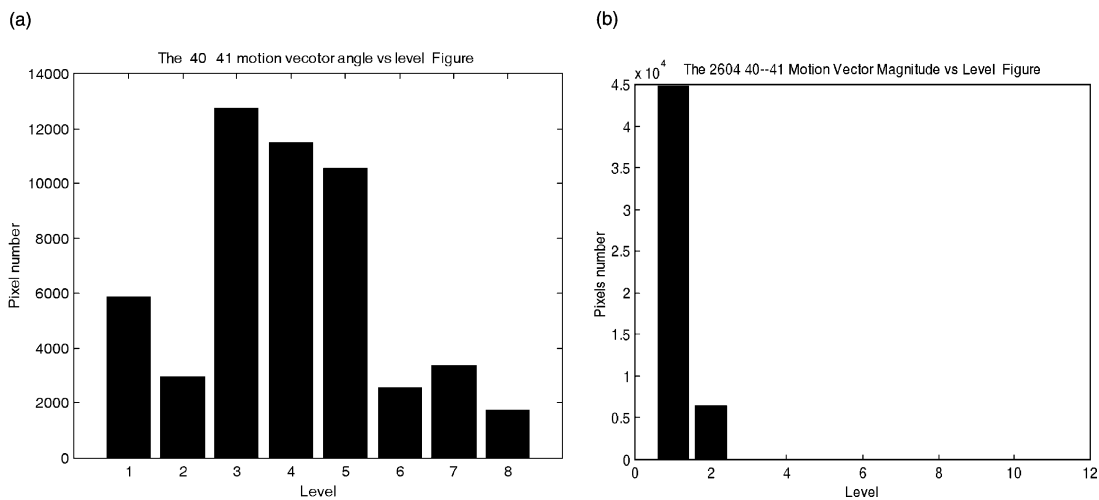 (a)
The 40 41 motion vecotor angle vs level Figure
14000
12000
10000
8000
6000
4000
2000
0
Pixel number
1 2 3 4 5 6 7 8
Level
(b)
The 2604 40--41 Motion Vector Magnitude vs Level Figure
x 10^4
4.5
4
3.5
3
2.5
2
1.5
1
0.5
0
Pixels number
0 2 4 6 8 10 12
Level